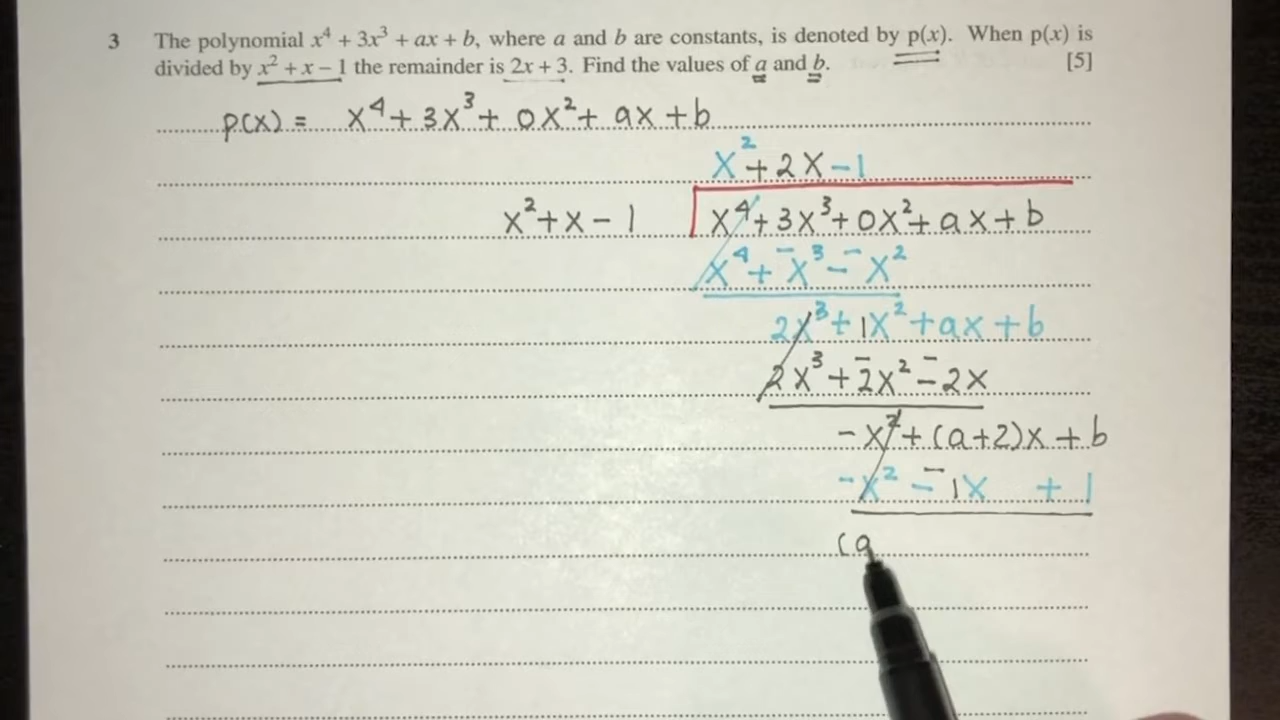 3 The polynomial x⁴ + 3x³ + ax + b, where a and b are constants, is denoted by p(x). When p(x) is
divided by x² + x − 1 the remainder is 2x + 3. Find the values of a and b. [5]
p(x) = x⁴ + 3x³ + 0x² + ax + b
x² + 2x − 1
x² + x − 1 x⁴ + 3x³ + 0x² + ax + b
x⁴ + x³ − x²
2x³ + 1x² + ax + b
2x³ + 2x² − 2x
−x² + (a+2)x + b
−x² − 1x + 1
(a